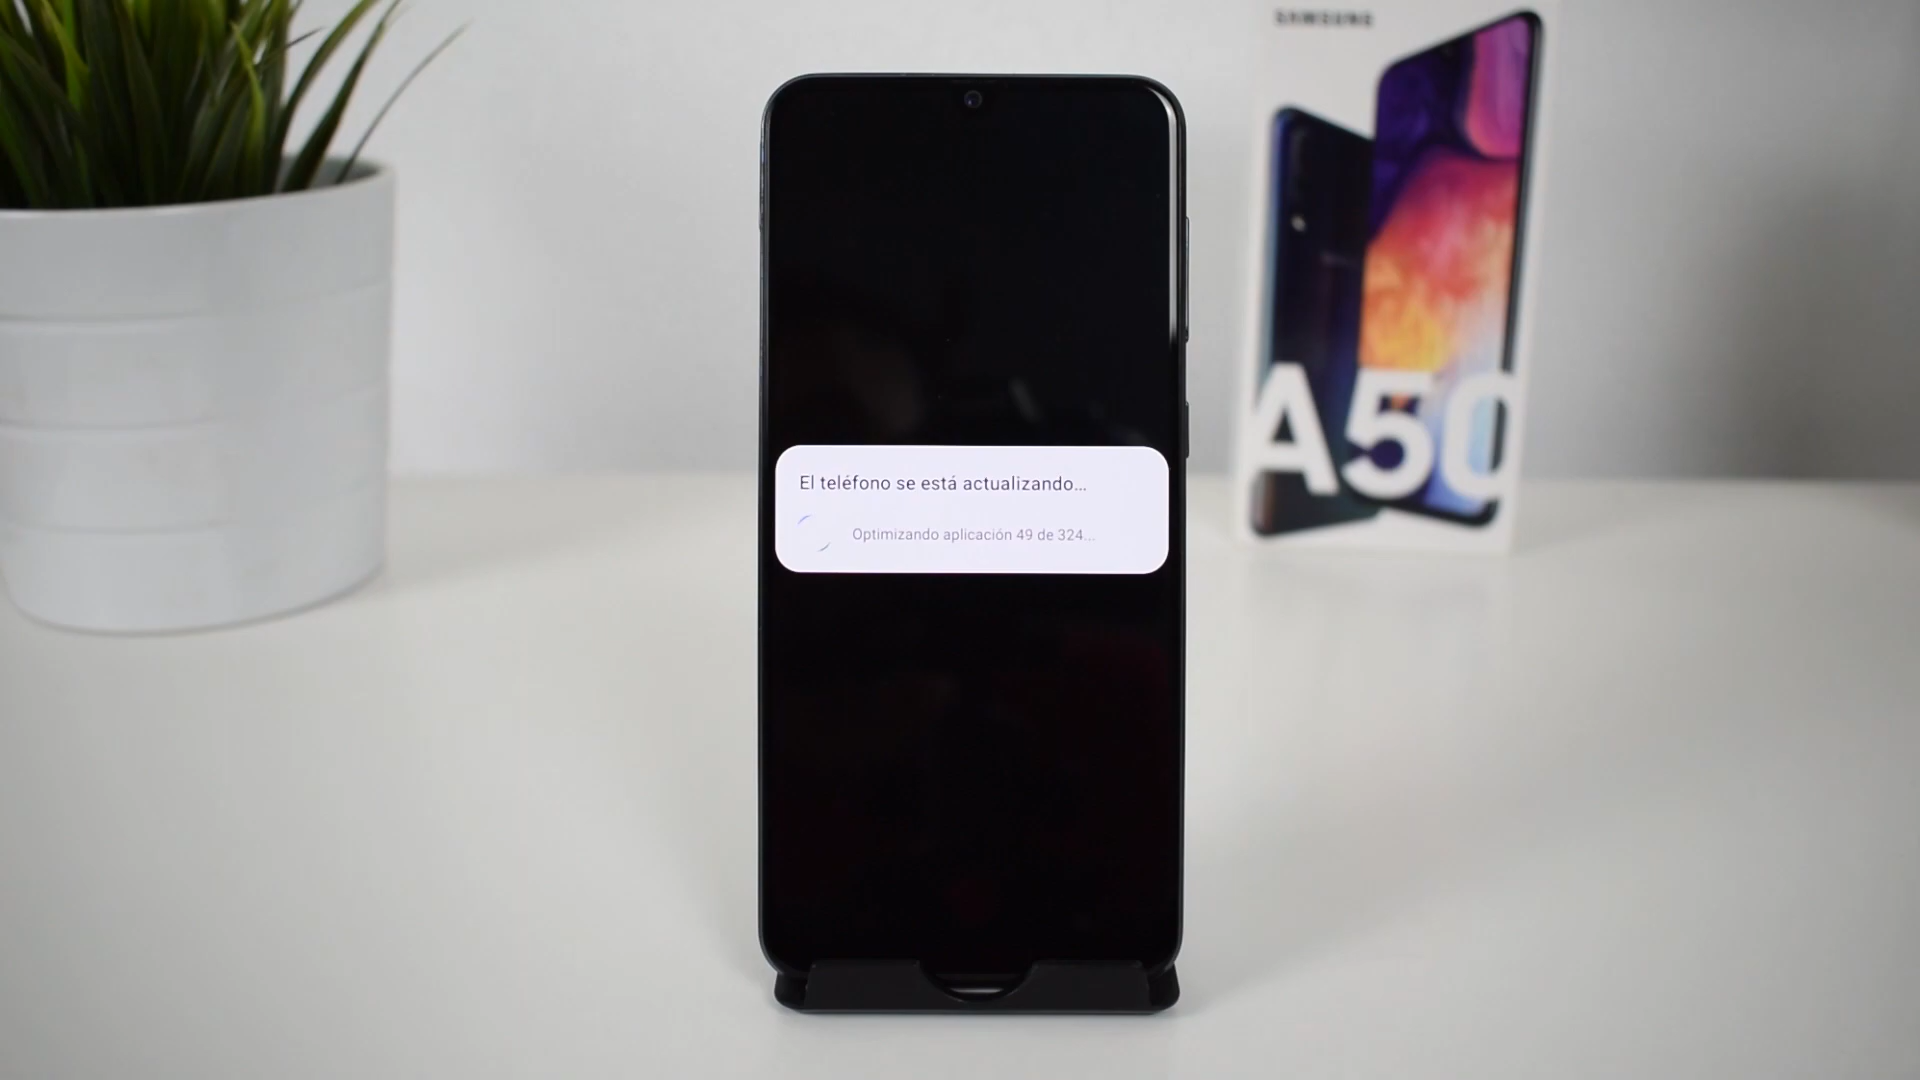 SAMSUNG
A50
El teléfono se está actualizando...
Optimizando aplicación 49 de 324...